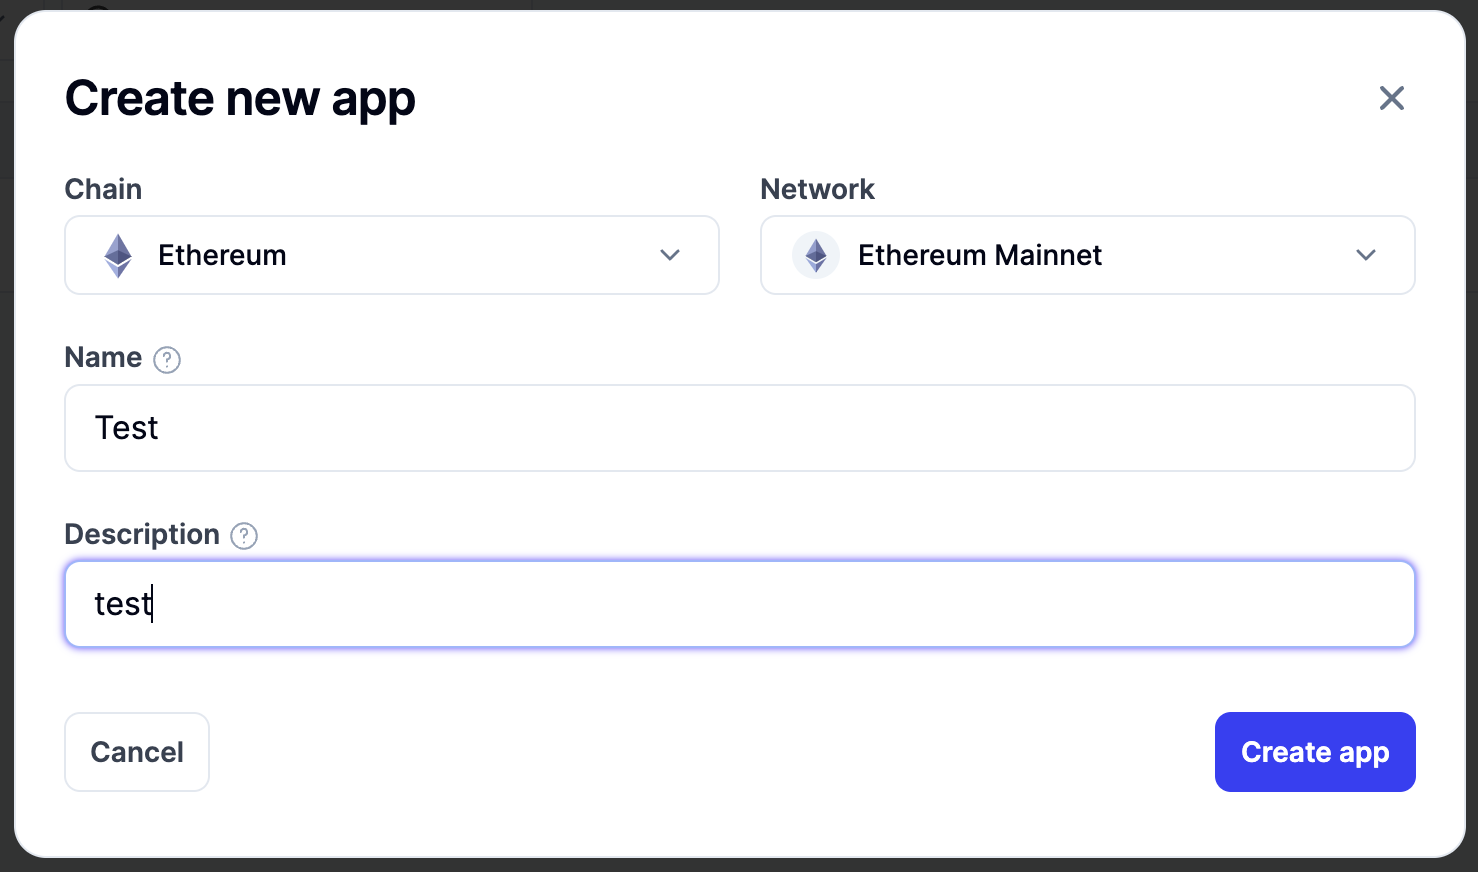 Create new app
Chain
Network
Ethereum
Ethereum Mainnet
Name ?
Test
Description ?
test
Cancel
Create app